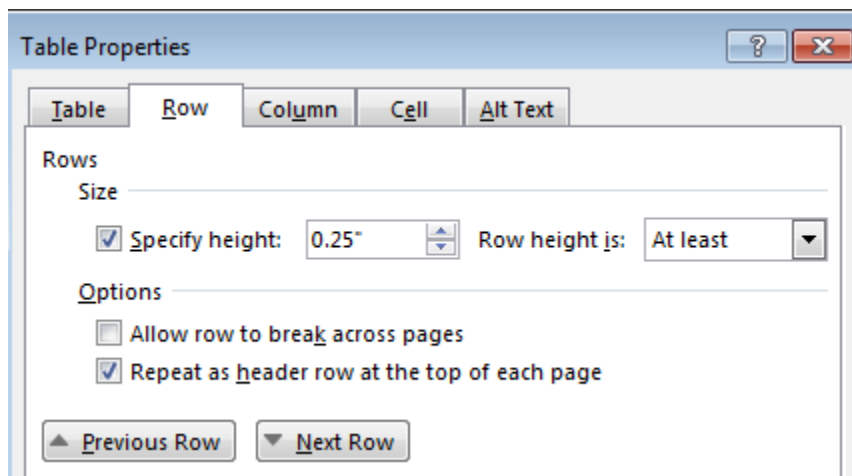 Table Properties
Table Row Column Cell Alt Text
Rows
Size
Specify height: 0.25" Row height is: At least
Options
Allow row to break across pages
Repeat as header row at the top of each page
Previous Row Next Row